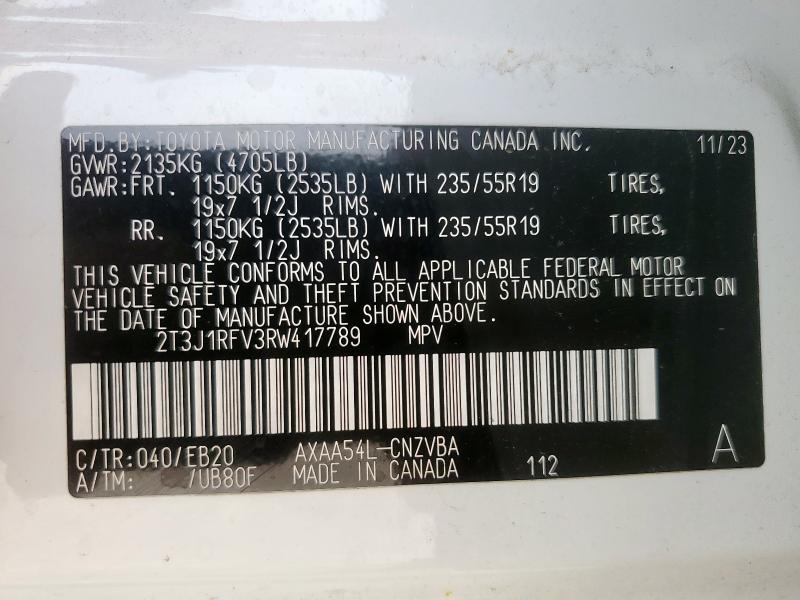 MFD. BY: TOYOTA MOTOR MANUFACTURING CANADA INC. 11/23
GVWR: 2135KG (4705LB)
GAWR: FRT. 1150KG (2535LB) WITH 235/55R19 TIRES,
19x7 1/2J RIMS.
RR. 1150KG (2535LB) WITH 235/55R19 TIRES,
19x7 1/2J RIMS.
THIS VEHICLE CONFORMS TO ALL APPLICABLE FEDERAL MOTOR
VEHICLE SAFETY AND THEFT PREVENTION STANDARDS IN EFFECT ON
THE DATE OF MANUFACTURE SHOWN ABOVE.
2T3J1RFV3RW417789 MPV
C/TR: 040/EB20 AXAA54L-CNZVBA A
A/TM: /UB80F MADE IN CANADA 112